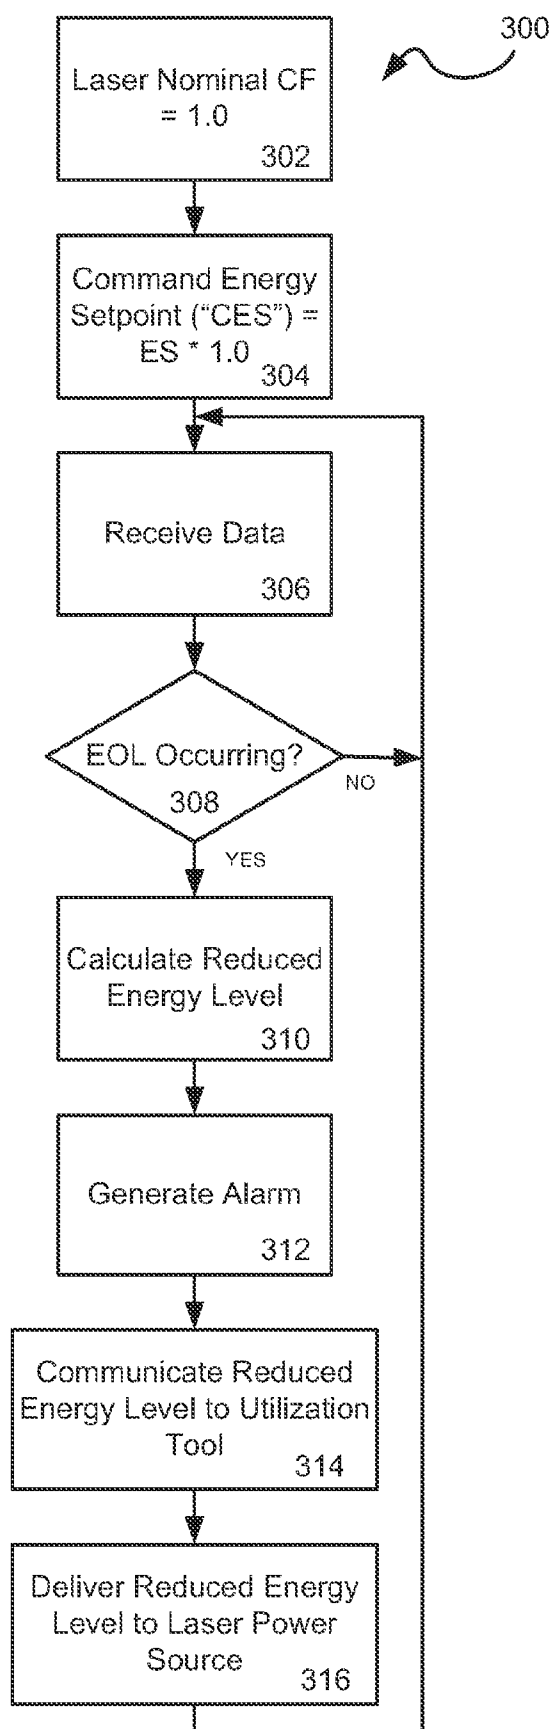 300
Laser Nominal CF
= 1.0
302
Command Energy
Setpoint (“CES”) =
ES * 1.0
304
Receive Data
306
EOL Occurring?
308
NO
YES
Calculate Reduced
Energy Level
310
Generate Alarm
312
Communicate Reduced
Energy Level to Utilization
Tool
314
Deliver Reduced Energy
Level to Laser Power
Source
316